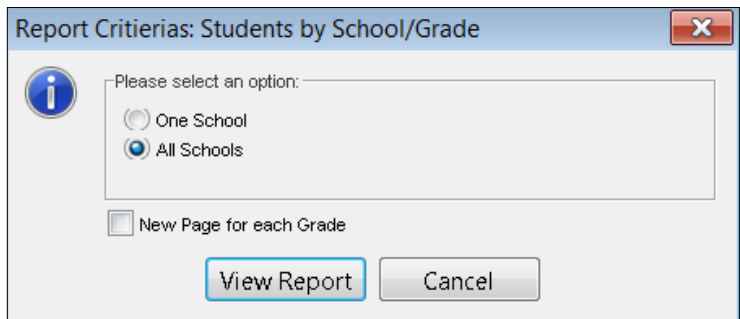 Report Critierias: Students by School/Grade
Please select an option:
One School
All Schools
New Page for each Grade
View Report
Cancel